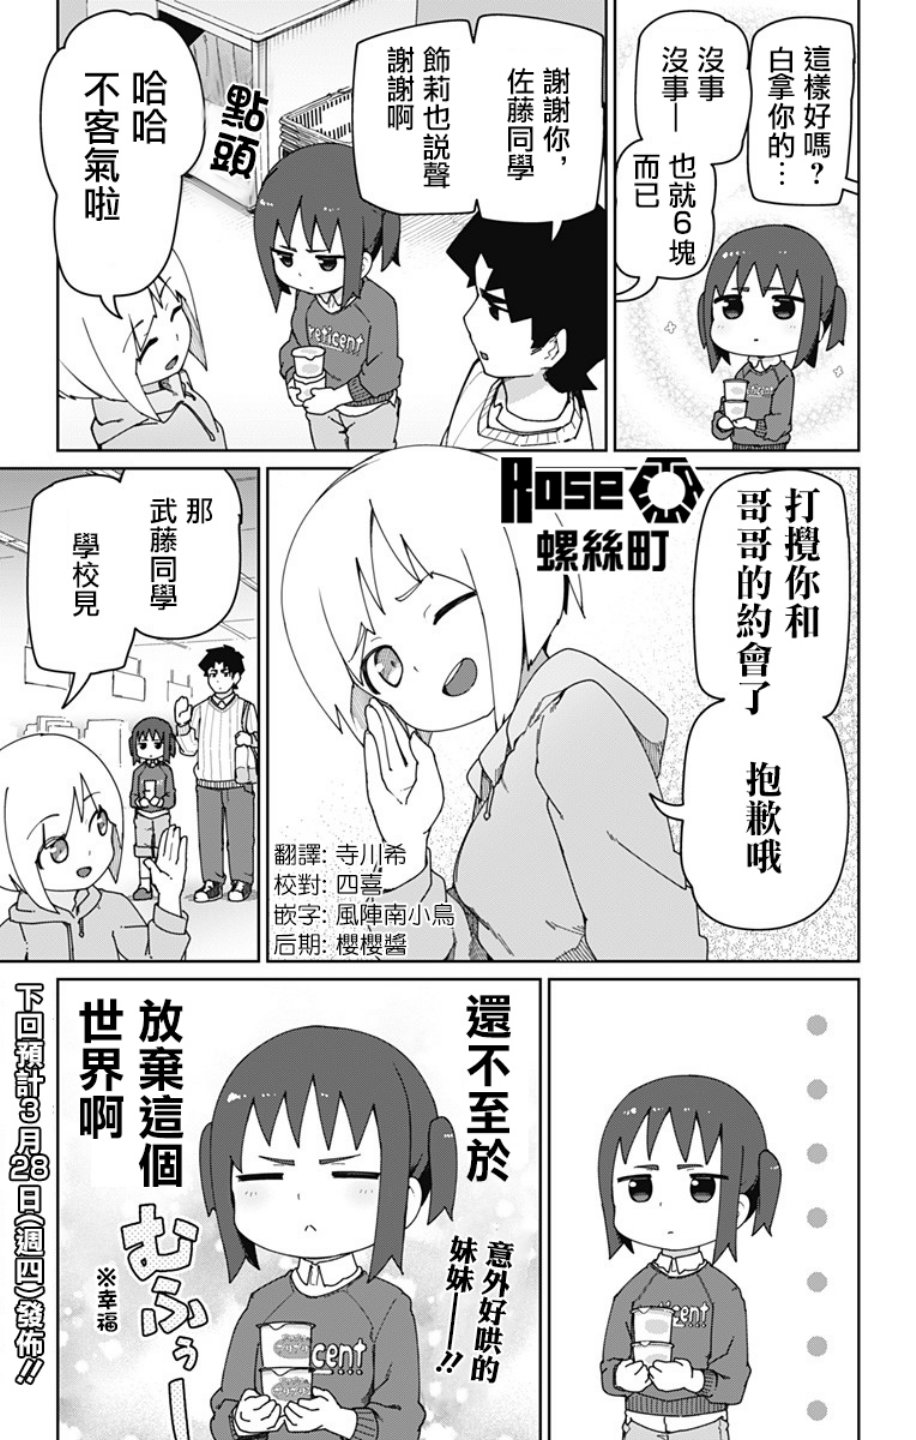 這樣好嗎?
白拿你的…
沒事
沒事—
也就6塊
而已
謝謝你,
佐藤同學
飾莉也説聲
謝謝啊
點頭
哈哈
不客氣啦
reticent
Rose
螺絲町
打攪你和
哥哥的約會了
抱歉哦
翻譯: 寺川希
校對: 四喜
嵌字: 風陣南小鳥
后期: 櫻櫻醬
那
武藤同學
學校見
還不至於
放棄這個
世界啊
むふぅー
※幸福
意外好哄的
妹妹——!!
cent
下回預計3月28日(週四)發佈!!